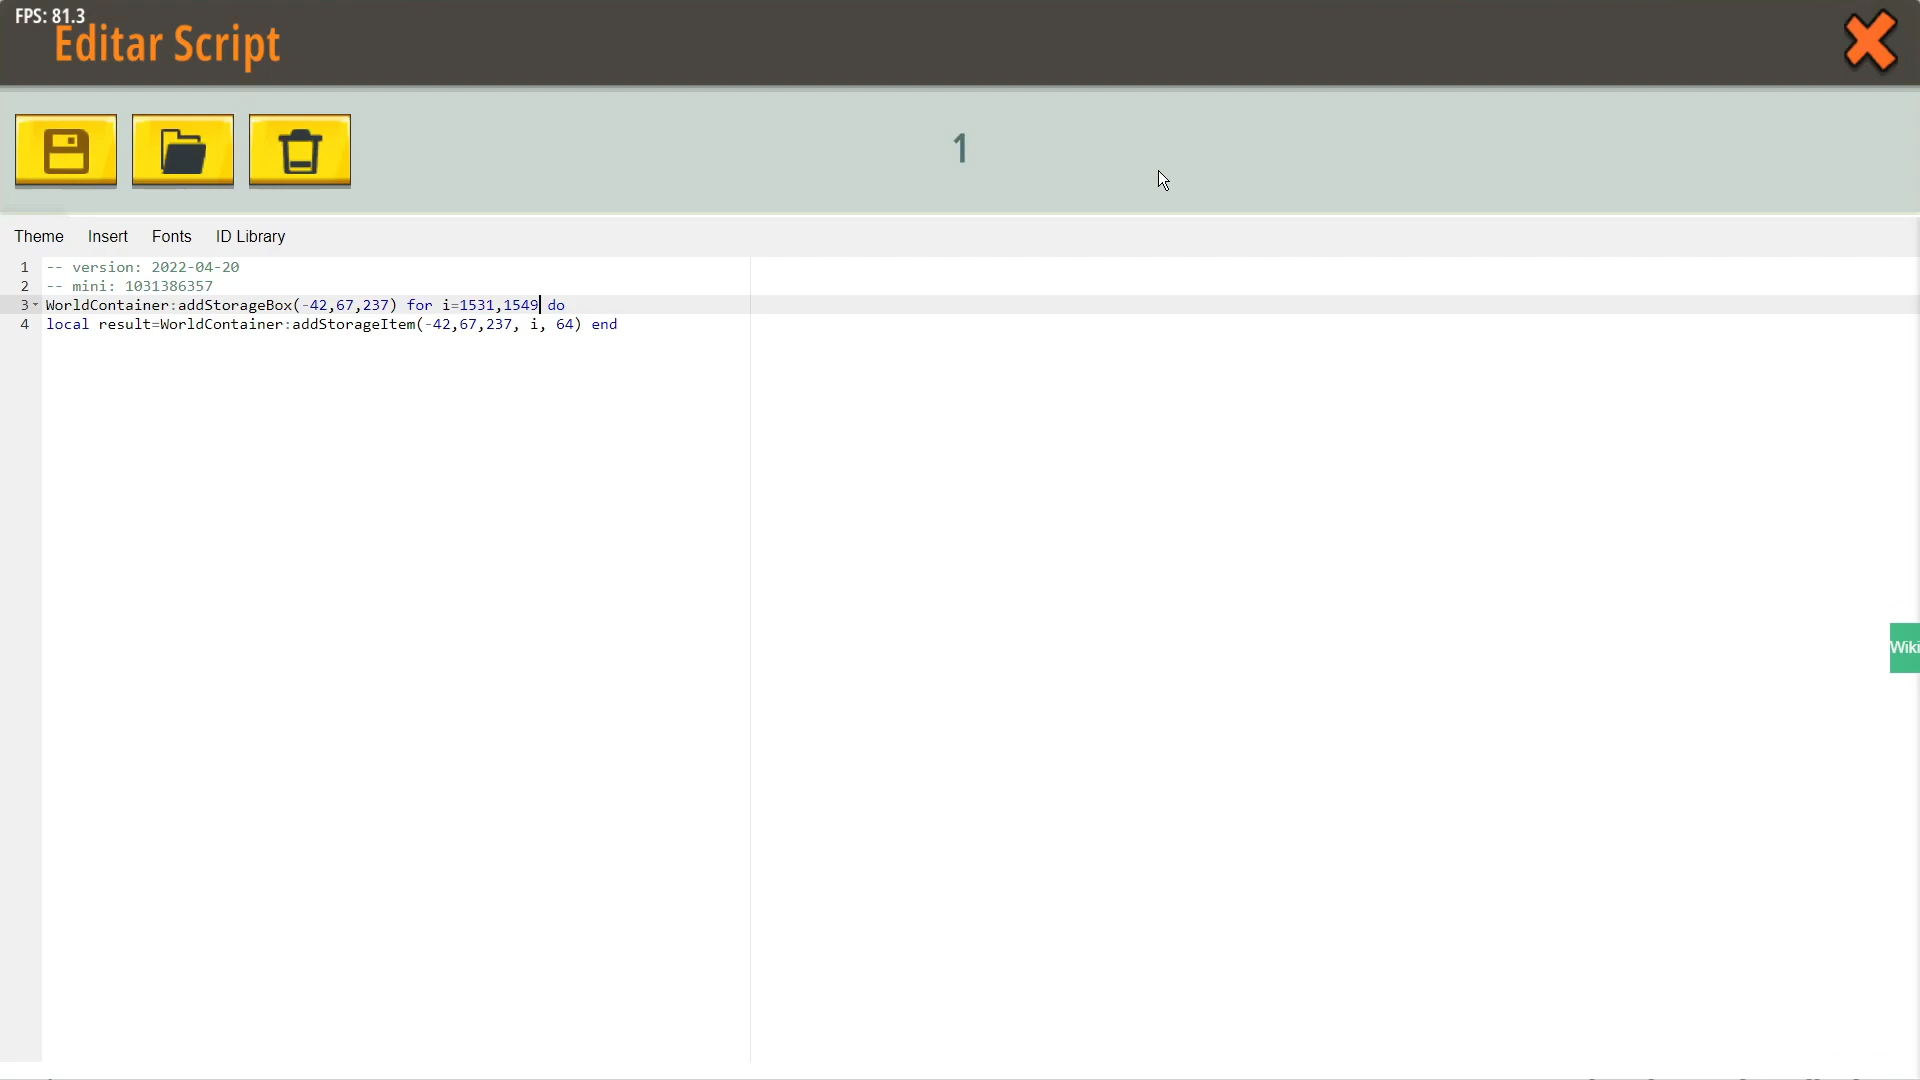 FPS: 81.3
Editar Script
1
Theme Insert Fonts ID Library
1 -- version: 2022-04-20
2 -- mini: 1031386357
3 WorldContainer:addStorageBox(-42,67,237) for i=1531,1549 do
4 local result=WorldContainer:addStorageItem(-42,67,237, i, 64) end
Wiki